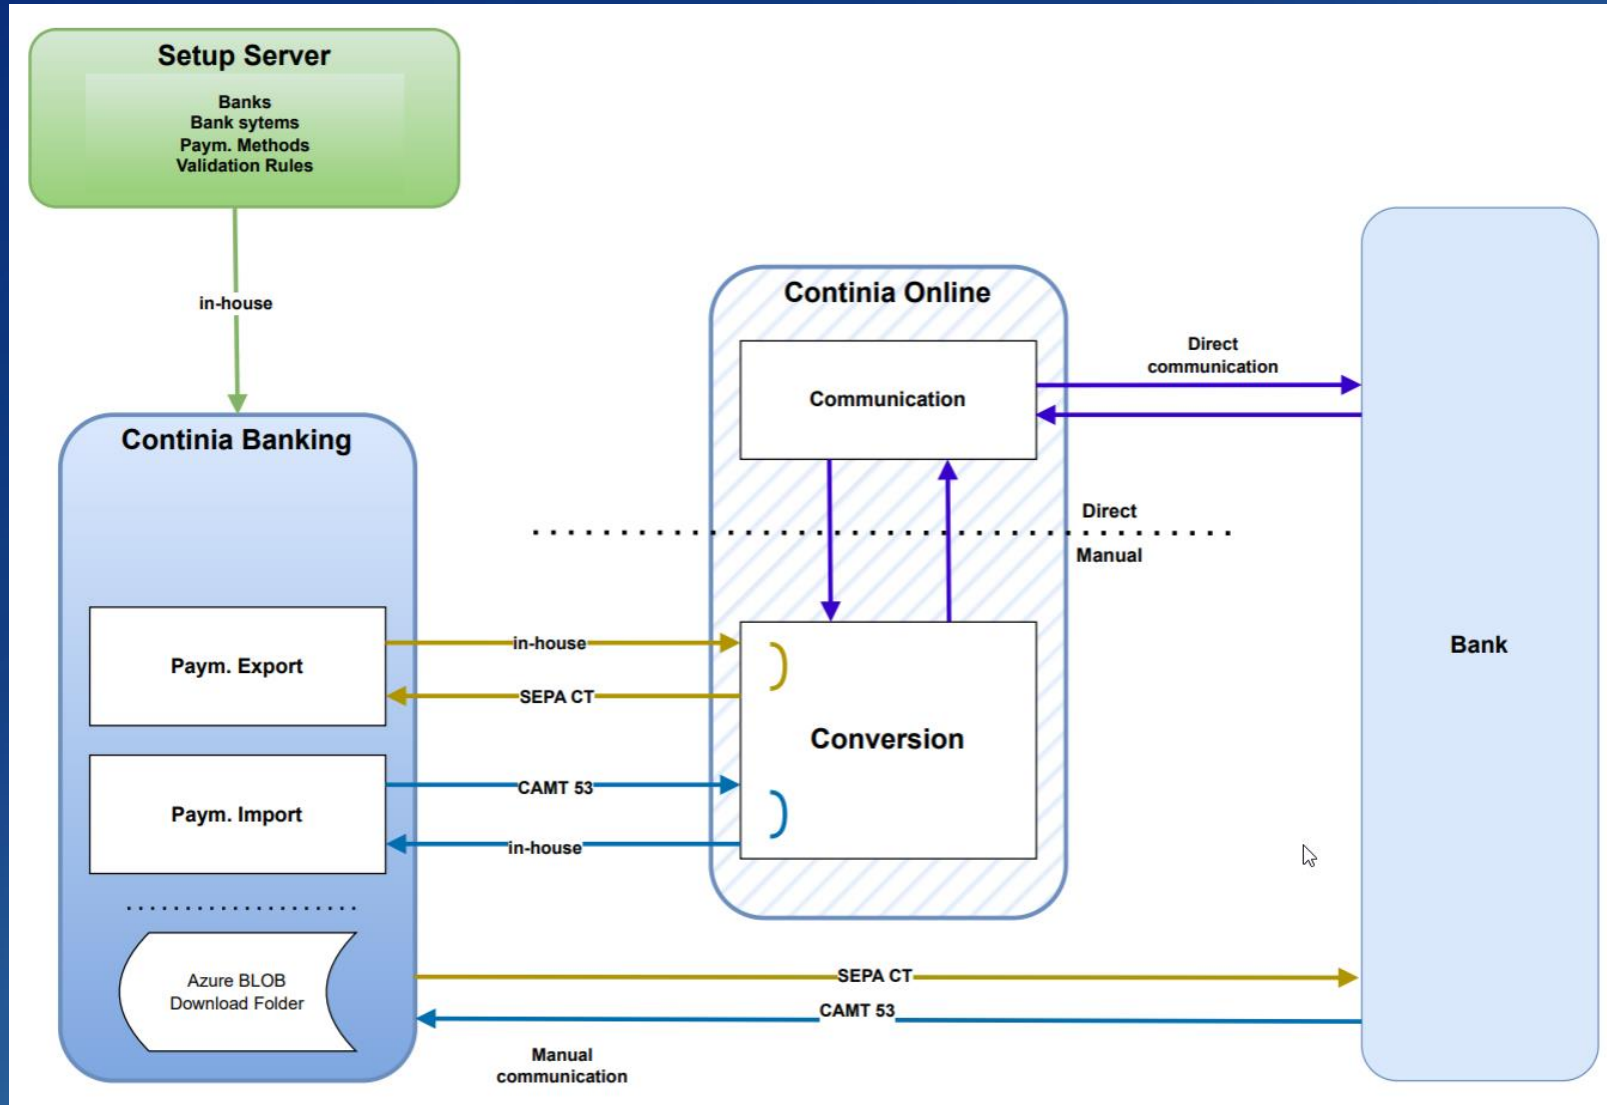 Setup Server
Banks
Bank sytems
Paym. Methods
Validation Rules
in-house
Continia Online
Communication
Direct
communication
Continia Banking
Direct
Manual
Paym. Export
in-house
SEPA CT
Conversion
Bank
Paym. Import
CAMT 53
in-house
Azure BLOB
Download Folder
SEPA CT
CAMT 53
Manual
communication